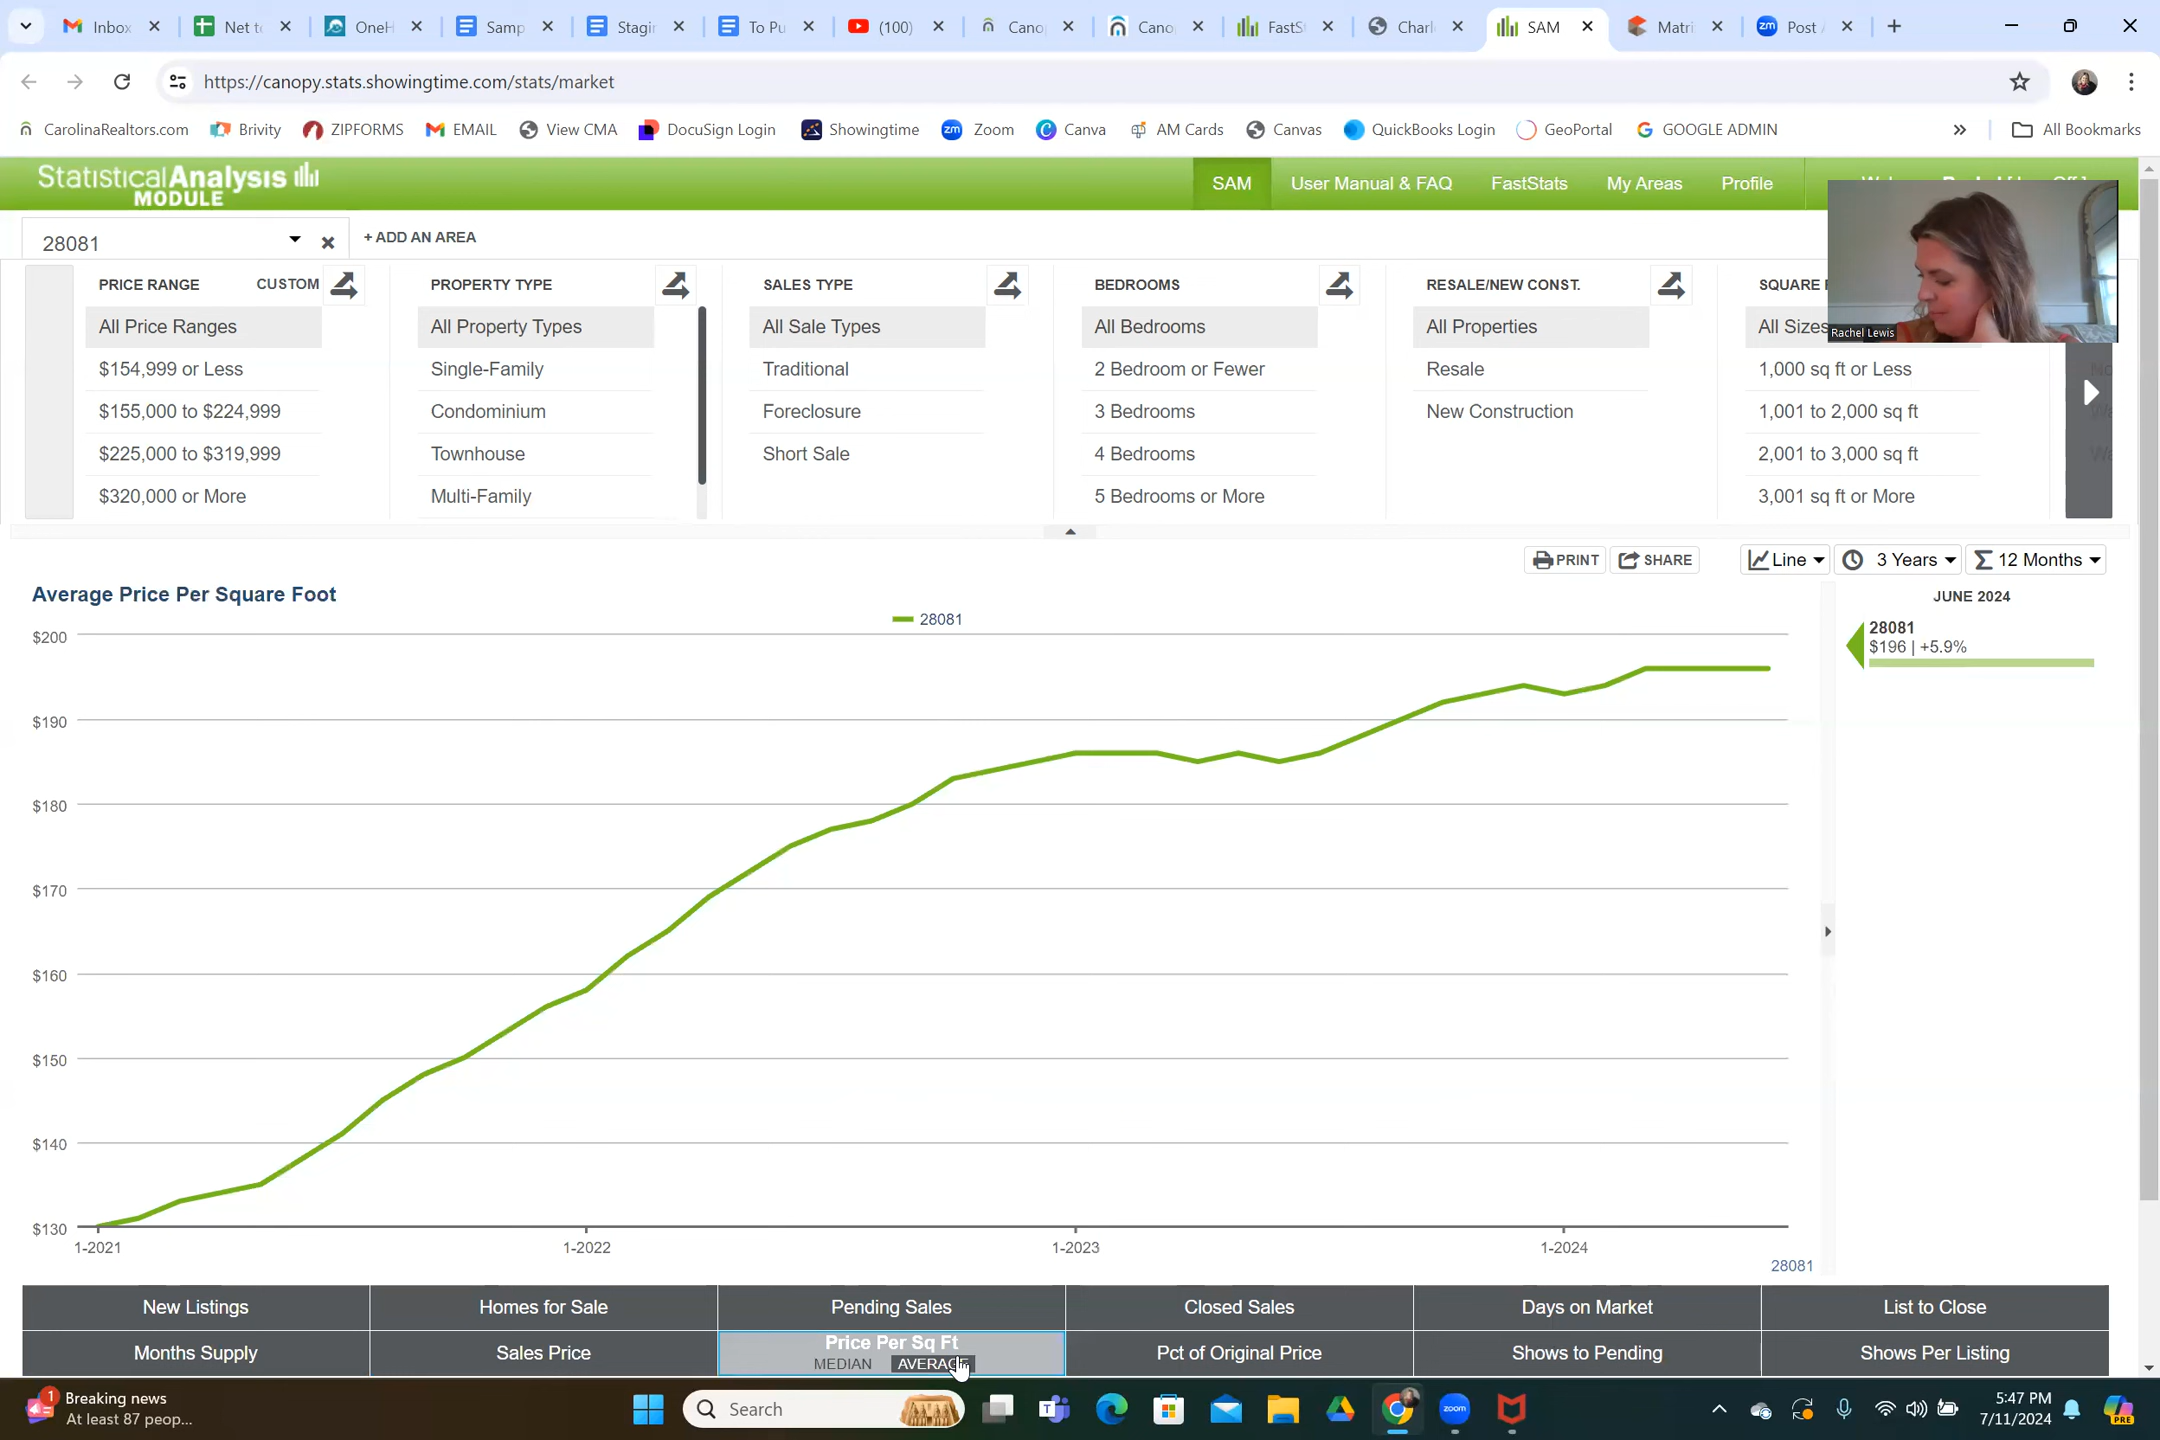 Inbox
Net t
OneH
Samp
Stagi
To Pu
(100)
Cano
Cano
FastS
Charl
SAM
Matri
Post
https://canopy.stats.showingtime.com/stats/market
CarolinaRealtors.com Brivity ZIPFORMS EMAIL View CMA DocuSign Login Showingtime Zoom Canva AM Cards Canvas QuickBooks Login GeoPortal GOOGLE ADMIN » All Bookmarks
Statistical Analysis
MODULE
SAM User Manual & FAQ FastStats My Areas Profile
28081
+ ADD AN AREA
PRICE RANGE CUSTOM
All Price Ranges
$154,999 or Less
$155,000 to $224,999
$225,000 to $319,999
$320,000 or More
PROPERTY TYPE
All Property Types
Single-Family
Condominium
Townhouse
Multi-Family
SALES TYPE
All Sale Types
Traditional
Foreclosure
Short Sale
BEDROOMS
All Bedrooms
2 Bedroom or Fewer
3 Bedrooms
4 Bedrooms
5 Bedrooms or More
RESALE/NEW CONST.
All Properties
Resale
New Construction
SQUARE
All Sizes
1,000 sq ft or Less
1,001 to 2,000 sq ft
2,001 to 3,000 sq ft
3,001 sq ft or More
Rachel Lewis
PRINT SHARE Line 3 Years Σ 12 Months
Average Price Per Square Foot
28081
$200
$190
$180
$170
$160
$150
$140
$130
1-2021 1-2022 1-2023 1-2024
28081
JUNE 2024
28081
$196 | +5.9%
New Listings Homes for Sale Pending Sales Closed Sales Days on Market List to Close
Months Supply Sales Price Price Per Sq Ft Pct of Original Price Shows to Pending Shows Per Listing
MEDIAN AVERAGE
1
Breaking news
At least 87 peop...
Search
zoom
5:47 PM
7/11/2024
PRE